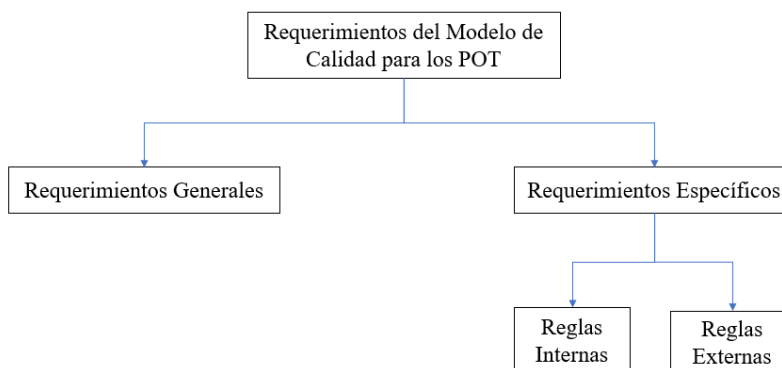 Requerimientos del Modelo de
Calidad para los POT
Requerimientos Generales
Requerimientos Específicos
Reglas
Internas
Reglas
Externas